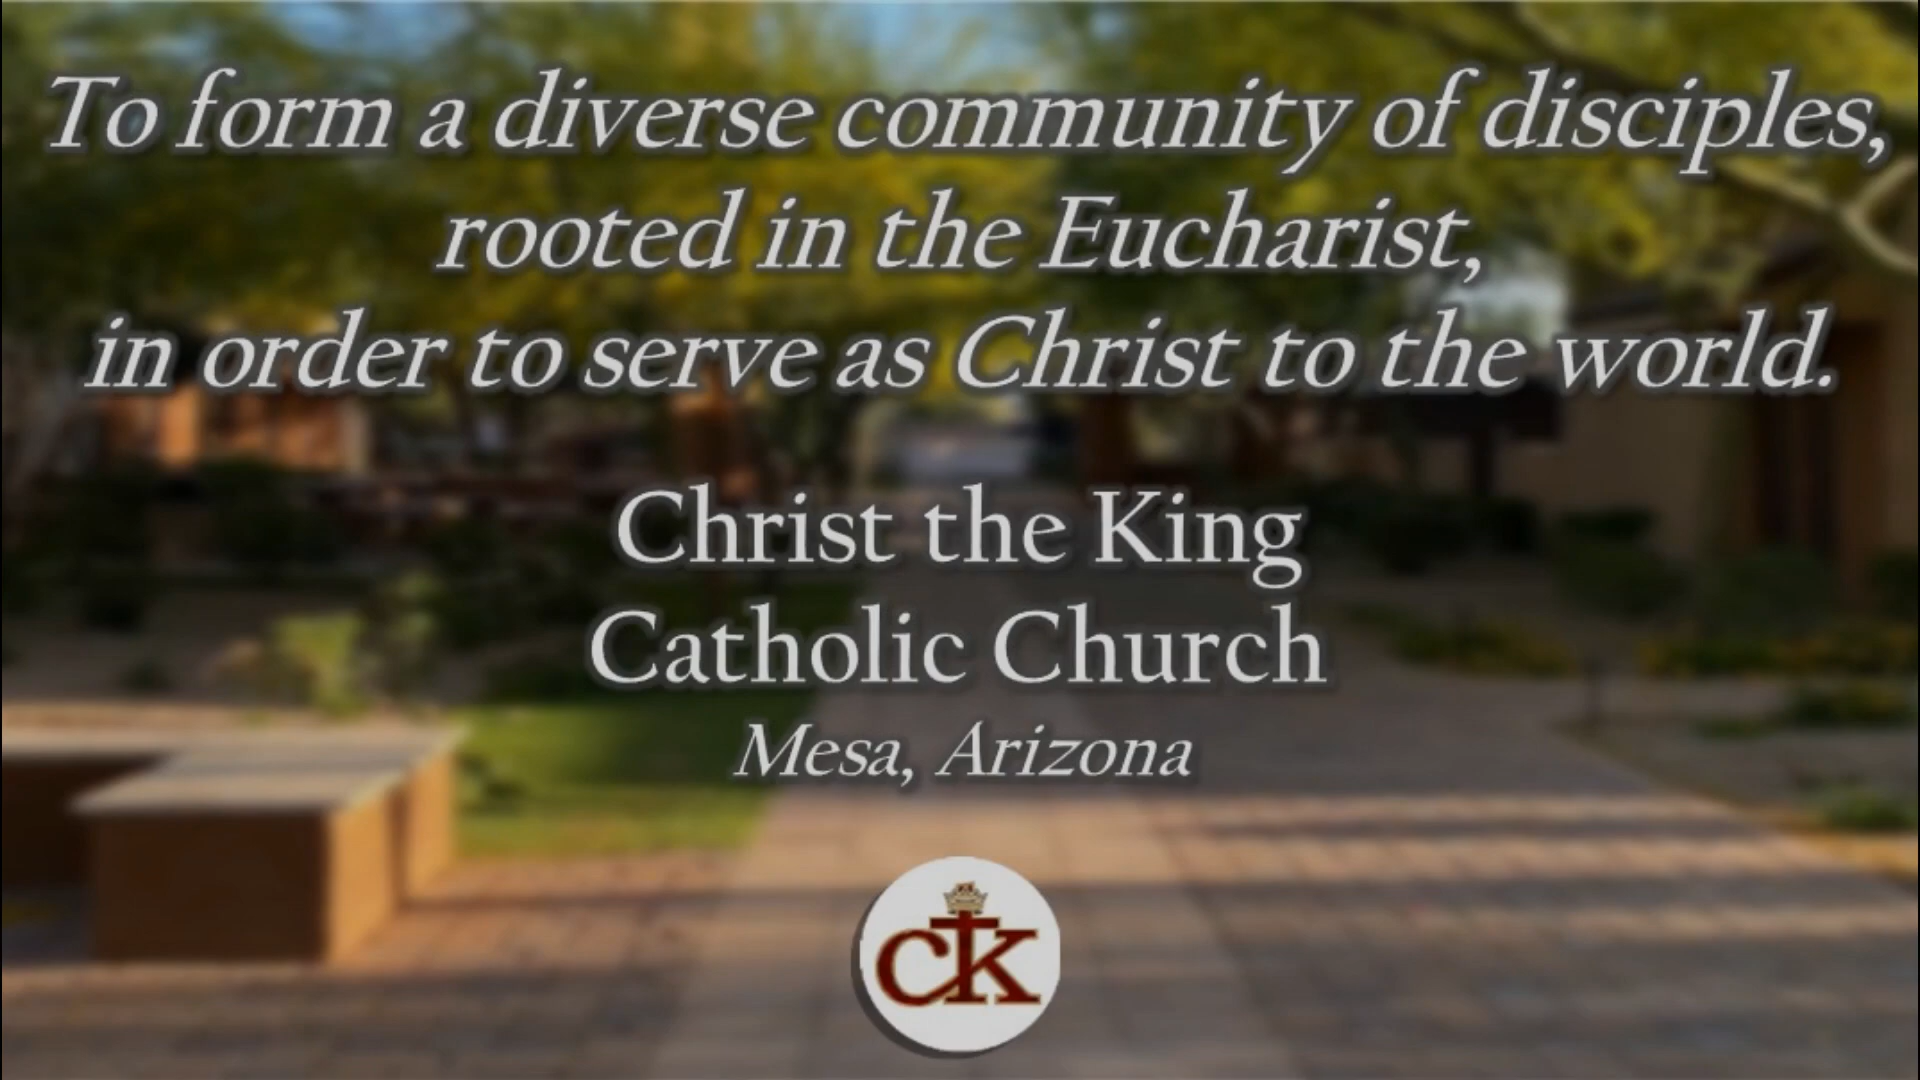 To form a diverse community of disciples,
rooted in the Eucharist,
in order to serve as Christ to the world.
Christ the King
Catholic Church
Mesa, Arizona
CTK